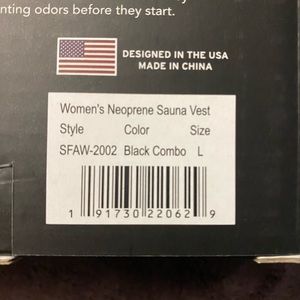 nting odors before they start.
DESIGNED IN THE USA
MADE IN CHINA
Women's Neoprene Sauna Vest
Style Color Size
SFAW-2002 Black Combo L
1 91730 22062 9